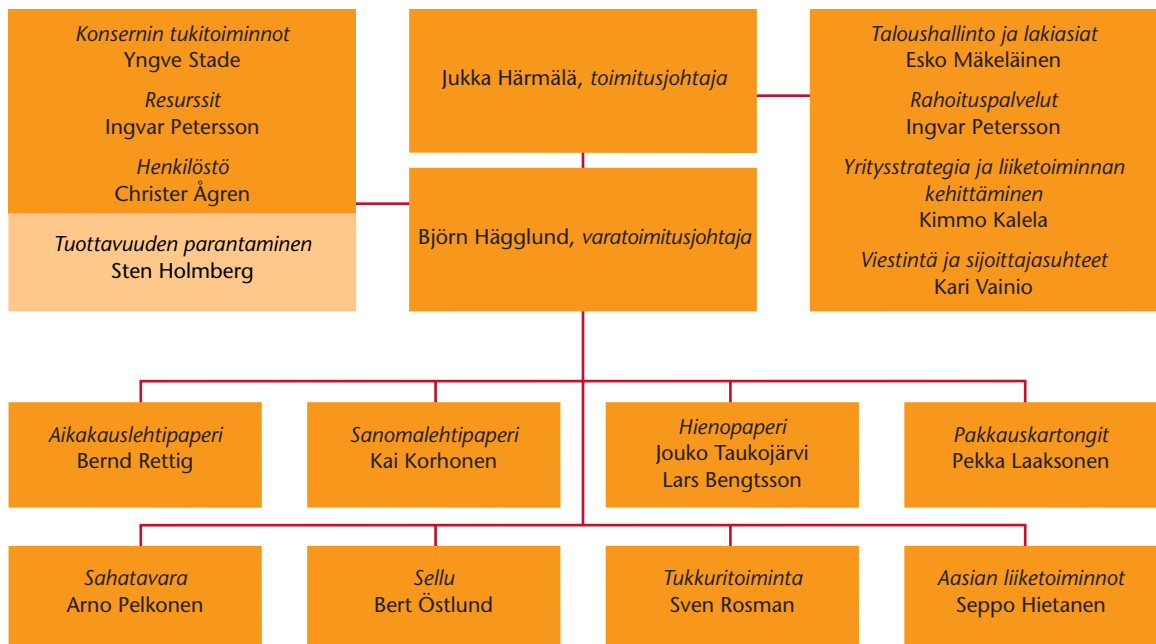 Konsernin tukitoiminnot
Yngve Stade
Resurssit
Ingvar Petersson
Henkilöstö
Christer Ågren
Tuottavuuden parantaminen
Sten Holmberg
Jukka Härmälä, toimitusjohtaja
Björn Hägglund, varatoimitusjohtaja
Taloushallinto ja lakiasiat
Esko Mäkeläinen
Rahoituspalvelut
Ingvar Petersson
Yritysstrategia ja liiketoiminnan
kehittäminen
Kimmo Kalela
Viestintä ja sijoittajasuhteet
Kari Vainio
Aikakauslehtipaperi
Bernd Rettig
Sanomalehtipaperi
Kai Korhonen
Hienopaperi
Jouko Taukojärvi
Lars Bengtsson
Pakkauskartongit
Pekka Laaksonen
Sahatavara
Arno Pelkonen
Sellu
Bert Östlund
Tukkuritoiminta
Sven Rosman
Aasian liiketoiminnot
Seppo Hietanen